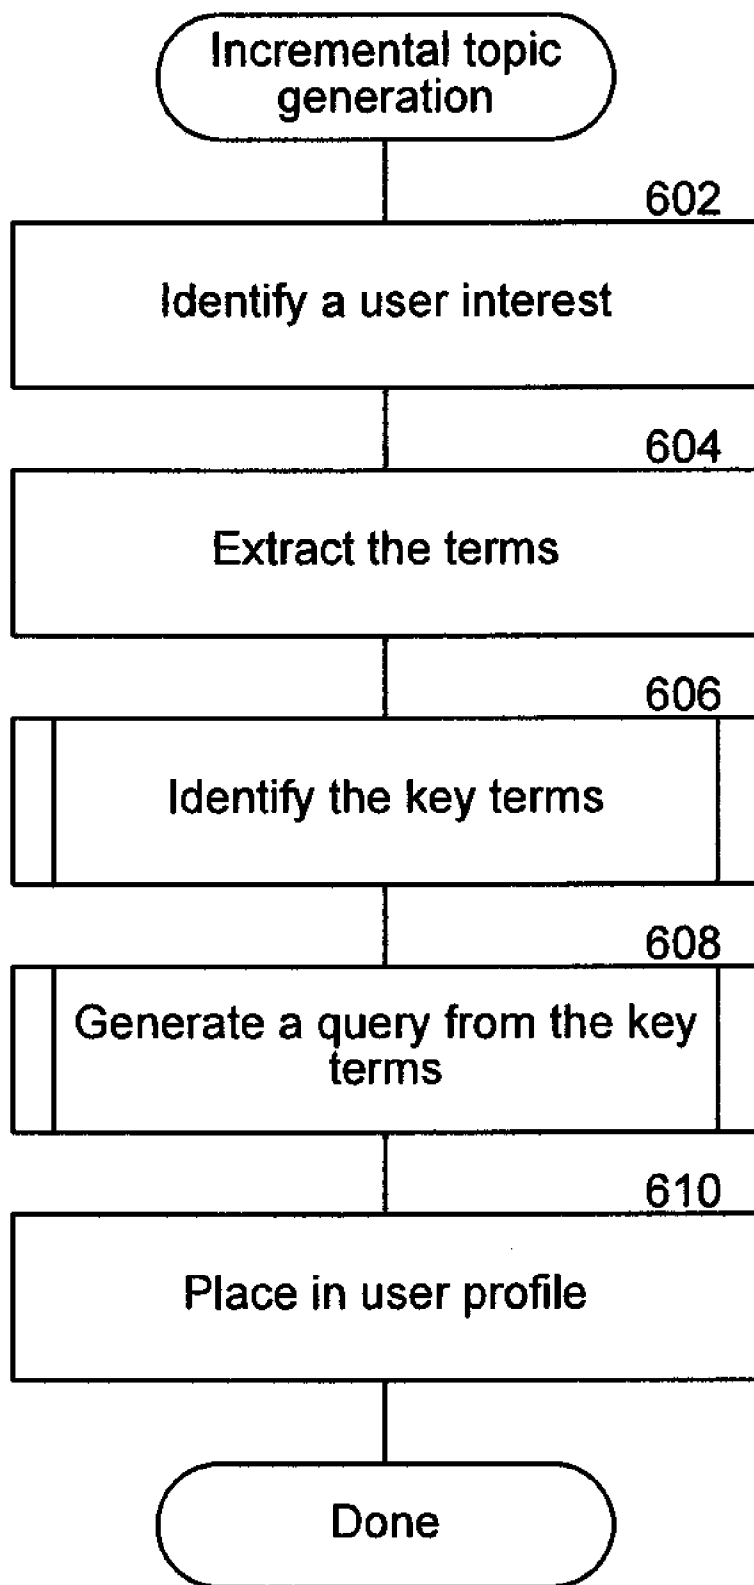 Incremental topic
generation
602
Identify a user interest
604
Extract the terms
606
Identify the key terms
608
Generate a query from the key
terms
610
Place in user profile
Done